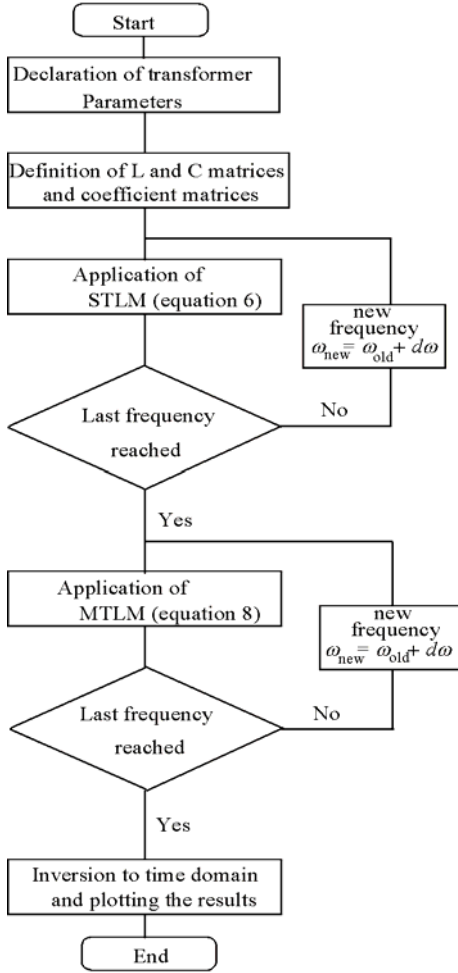 Start
Declaration of transformer
Parameters
Definition of L and C matrices
and coefficient matrices
Application of
STLM (equation 6)
new
frequency
ωnew= ωold+ dω
Last frequency
reached
No
Yes
Application of
MTLM (equation 8)
new
frequency
ωnew= ωold+ dω
Last frequency
reached
No
Yes
Inversion to time domain
and plotting the results
End